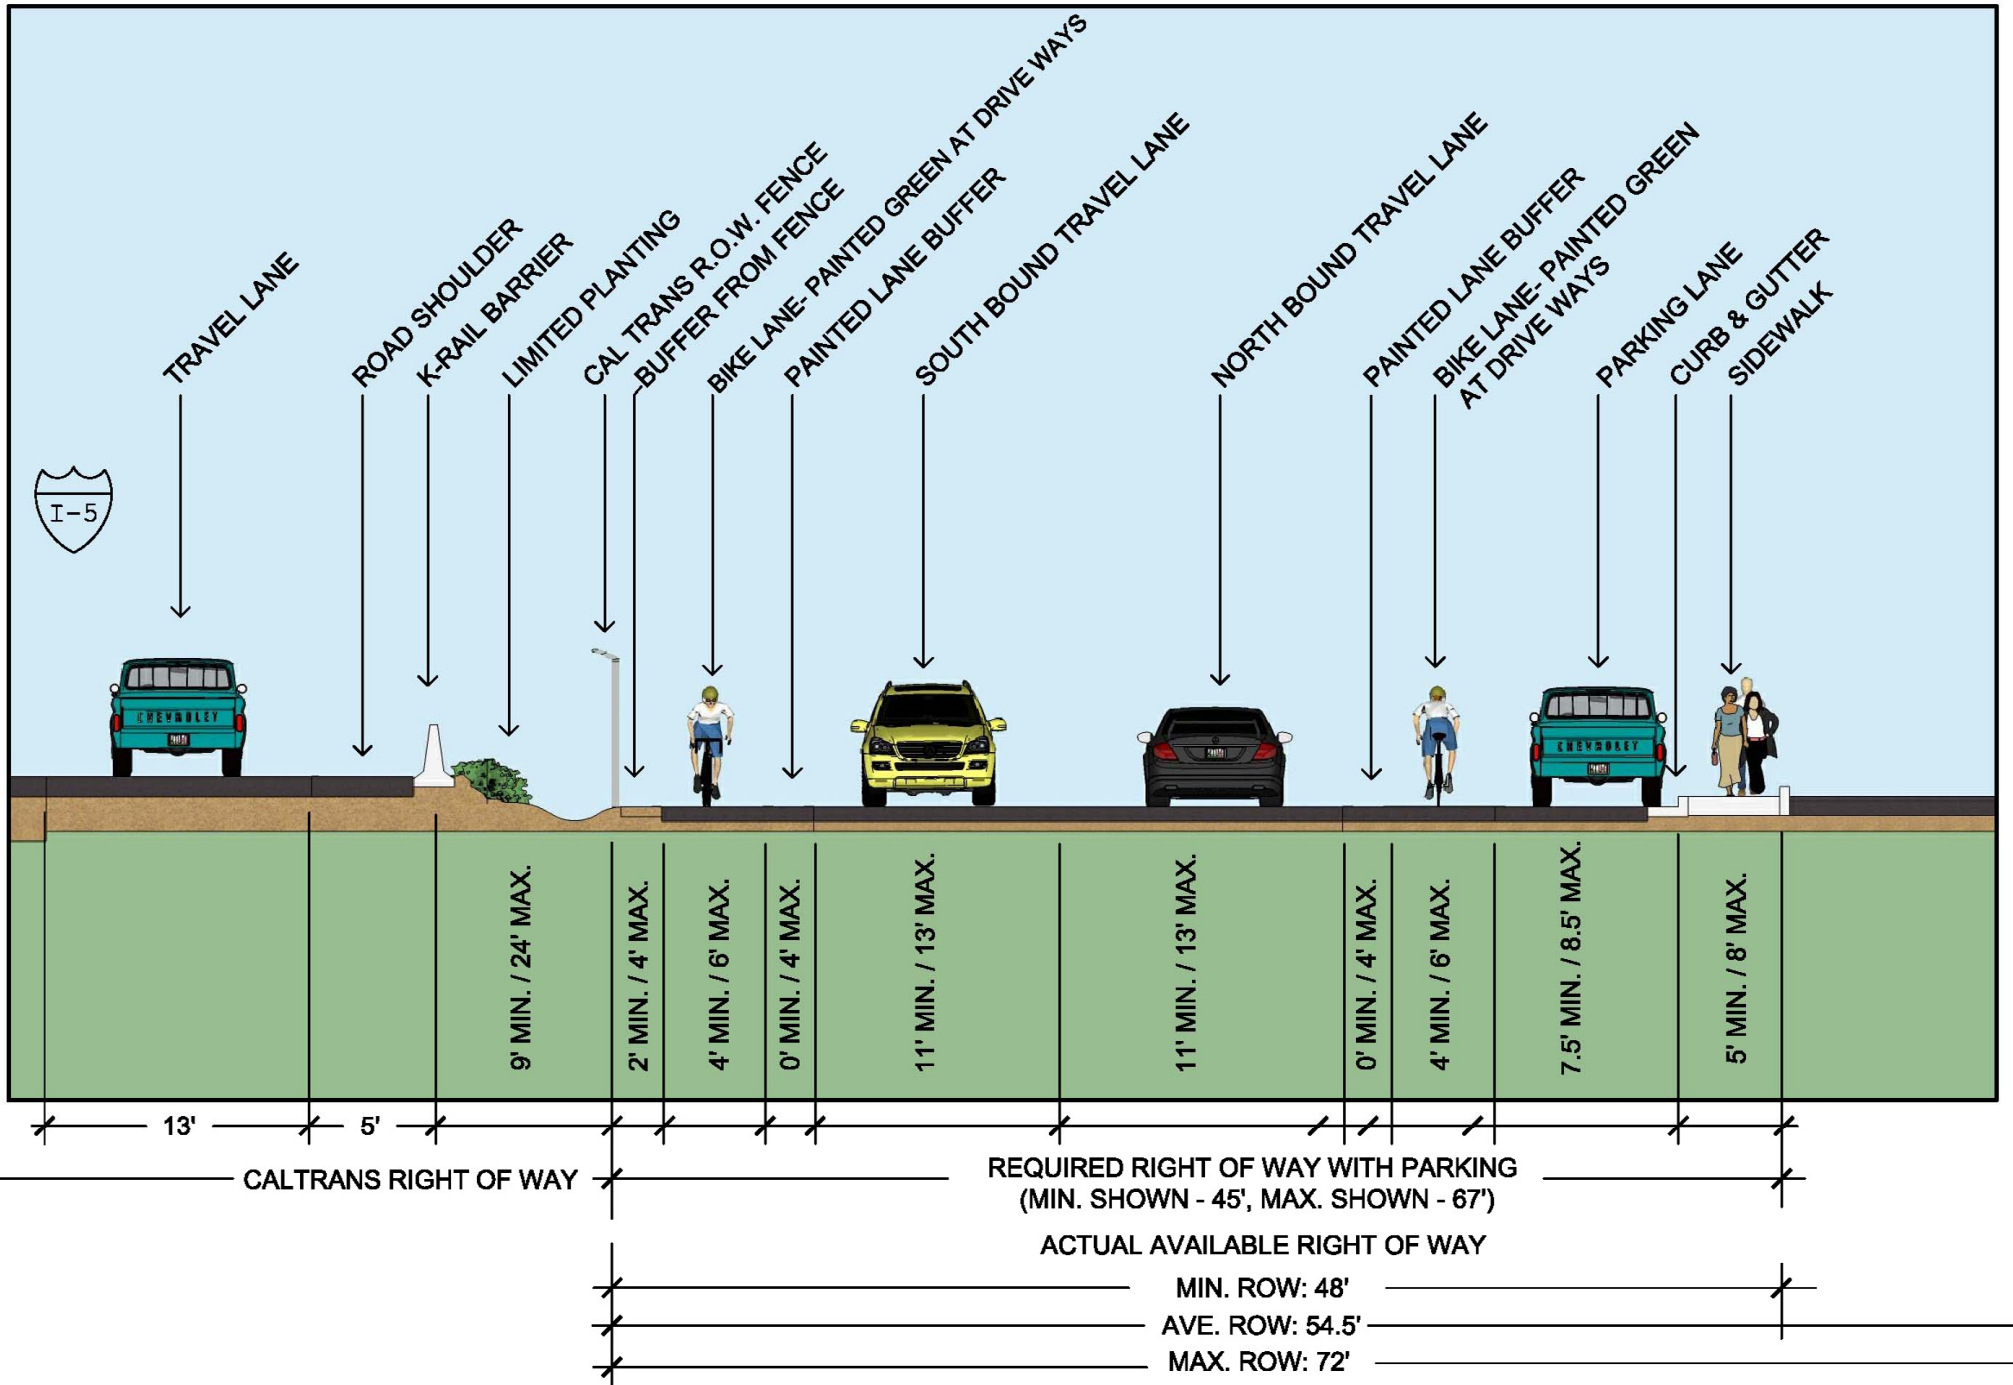 TRAVEL LANE
ROAD SHOULDER
K-RAIL BARRIER
LIMITED PLANTING
CAL TRANS R.O.W. FENCE
BUFFER FROM FENCE
BIKE LANE- PAINTED GREEN AT DRIVE WAYS
PAINTED LANE BUFFER
SOUTH BOUND TRAVEL LANE
NORTH BOUND TRAVEL LANE
PAINTED LANE BUFFER
BIKE LANE- PAINTED GREEN
AT DRIVE WAYS
PARKING LANE
CURB & GUTTER
SIDEWALK
I-5
CHEVROLET
CHEVROLET
9' MIN. / 24' MAX.
2' MIN. / 4' MAX.
4' MIN. / 6' MAX.
0' MIN. / 4' MAX.
11' MIN. / 13' MAX.
11' MIN. / 13' MAX.
0' MIN. / 4' MAX.
4' MIN. / 6' MAX.
7.5' MIN. / 8.5' MAX.
5' MIN. / 8' MAX.
13'
5'
CALTRANS RIGHT OF WAY
REQUIRED RIGHT OF WAY WITH PARKING
(MIN. SHOWN - 45', MAX. SHOWN - 67')
ACTUAL AVAILABLE RIGHT OF WAY
MIN. ROW: 48'
AVE. ROW: 54.5'
MAX. ROW: 72'